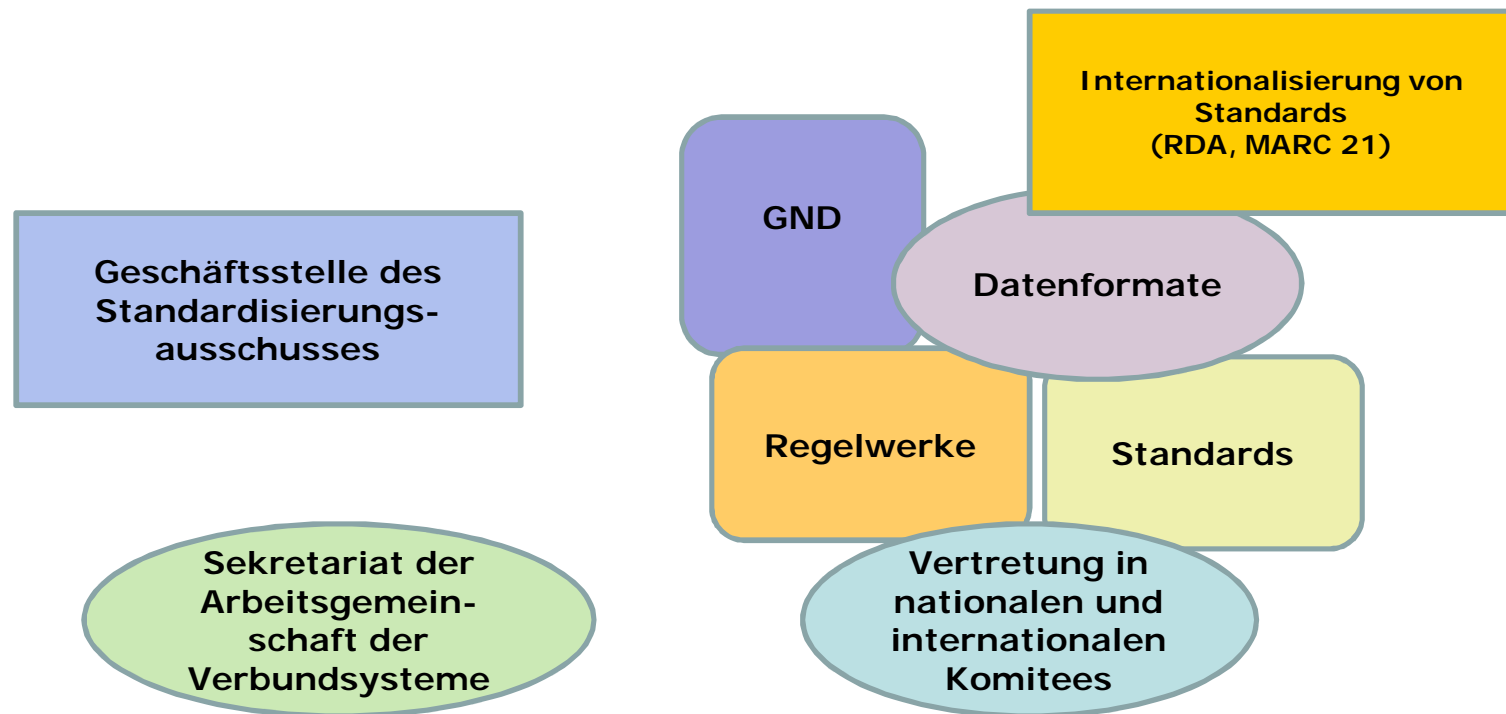 Internationalisierung von
Standards
(RDA, MARC 21)
GND
Geschäftsstelle des
Standardisierungs-
ausschusses
Datenformate
Regelwerke
Standards
Sekretariat der
Arbeitsgemein-
schaft der
Verbundsysteme
Vertretung in
nationalen und
internationalen
Komitees